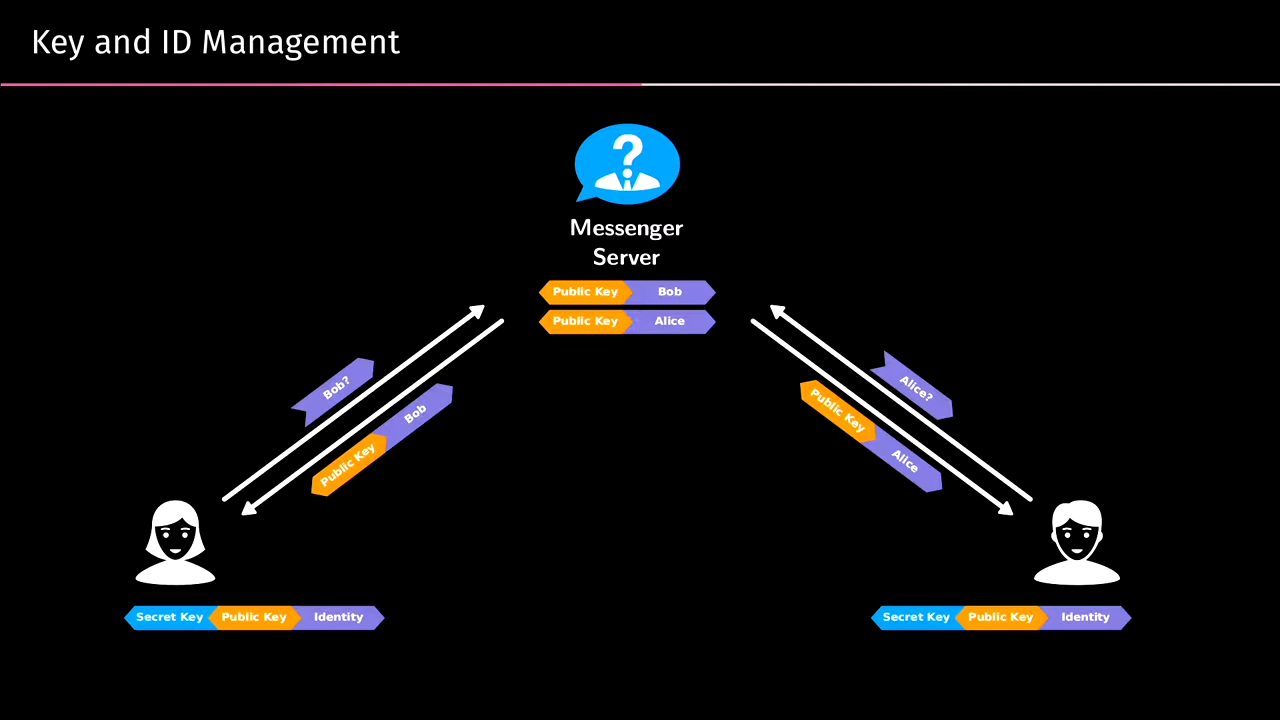 Key and ID Management
?
Messenger
Server
Public Key Bob
Public Key Alice
Bob?
Public Key Bob
Alice?
Public Key Alice
Secret Key Public Key Identity
Secret Key Public Key Identity